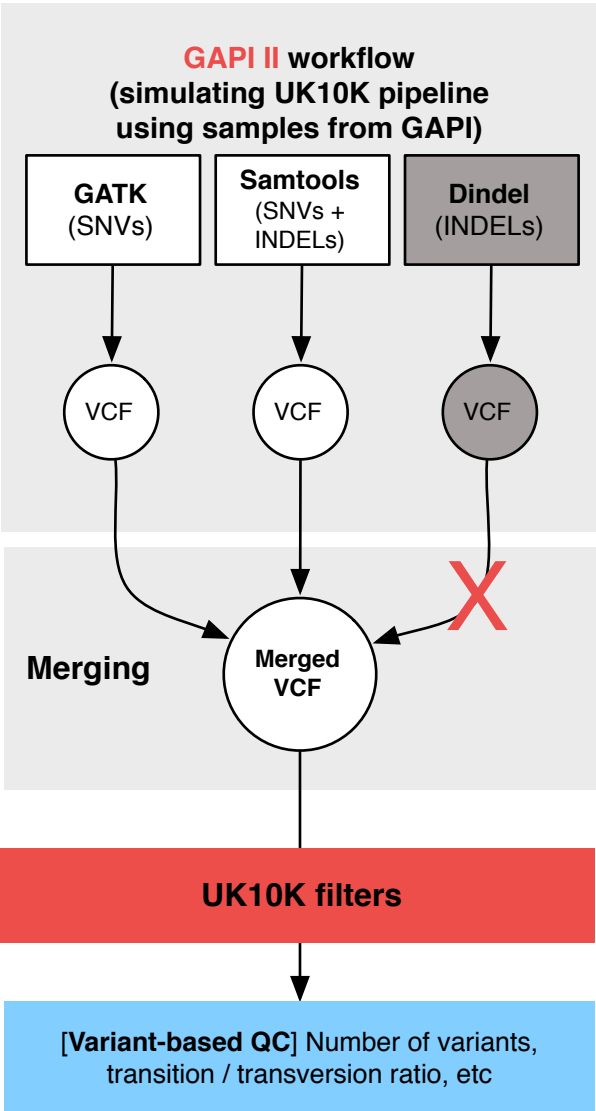 GAPI II workflow
(simulating UK10K pipeline
using samples from GAPI)
GATK
(SNVs)
Samtools
(SNVs +
INDELs)
Dindel
(INDELs)
VCF
VCF
VCF
X
Merging
Merged
VCF
UK10K filters
[Variant-based QC] Number of variants,
transition / transversion ratio, etc